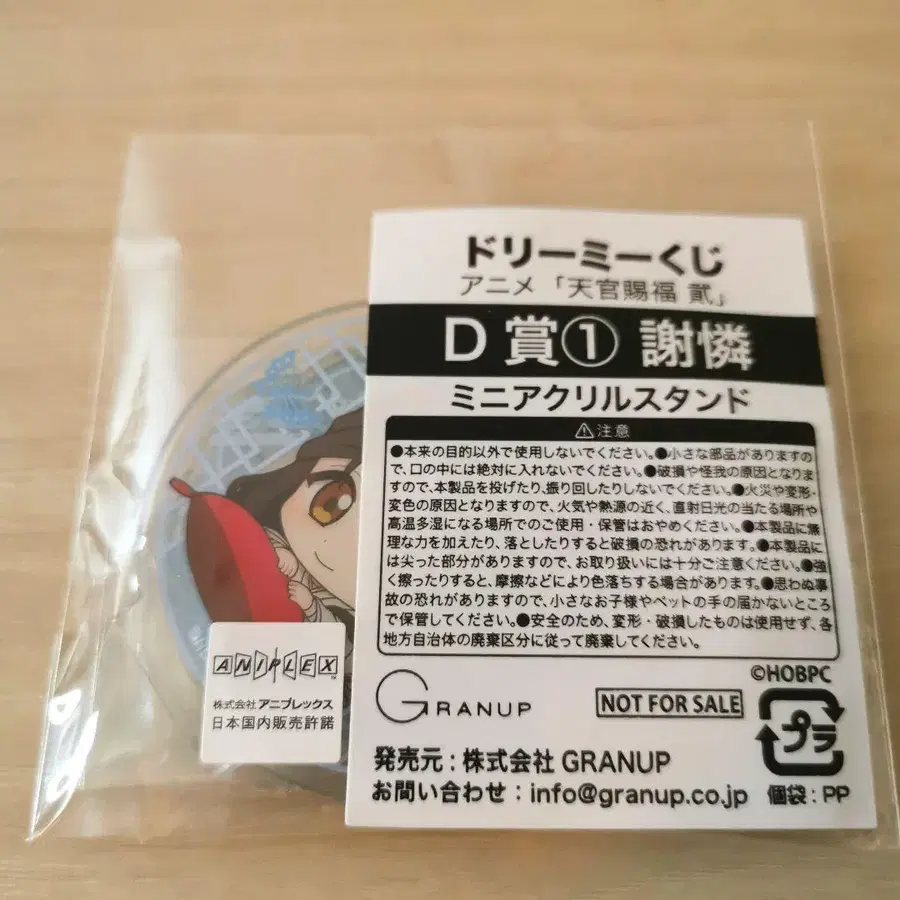 ドリーミーくじ
アニメ「天官賜福 貳」
D 賞① 謝憐
ミニアクリルスタンド
⚠注意
●本来の目的以外で使用しないでください。●小さな部品がありますの
で、口の中には絶対に入れないでください。●破損や怪我の原因となりま
すので、本製品を投げたり、振り回したりしないでください。●火災や変形・
変色の原因となりますので、火気や熱源の近く、直射日光の当たる場所や
高温多湿になる場所でのご使用・保管はおやめください。●本製品に無
理な力を加えたり、落としたりすると破損の恐れがあります。●本製品に
は尖った部分がありますので、お取り扱いには十分ご注意ください。●強
く擦ったりすると、摩擦などにより色落ちする場合があります。●思わぬ事
故の恐れがありますので、小さなお子様やペットの手の届かないところ
で保管してください。●安全のため、変形・破損したものは使用せず、各
地方自治体の廃棄区分に従って廃棄してください。
©HOBPC
GRANUP
NOT FOR SALE
プラ
発売元：株式会社 GRANUP
お問い合わせ：info@granup.co.jp
個袋：PP
ANIPLEX™
株式会社 アニプレックス
日本国内販売許諾